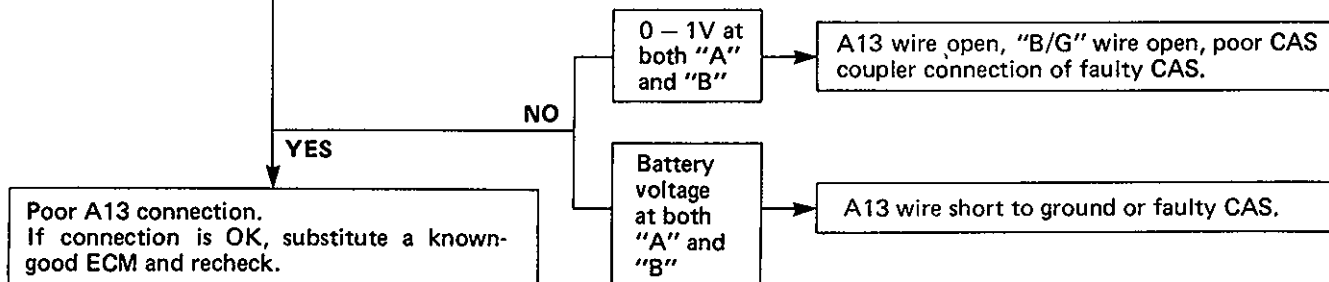 0 – 1V at
both "A"
and "B"
A13 wire open, "B/G" wire open, poor CAS
coupler connection of faulty CAS.
NO
YES
Battery
voltage
at both
"A" and
"B"
A13 wire short to ground or faulty CAS.
Poor A13 connection.
If connection is OK, substitute a known-
good ECM and recheck.